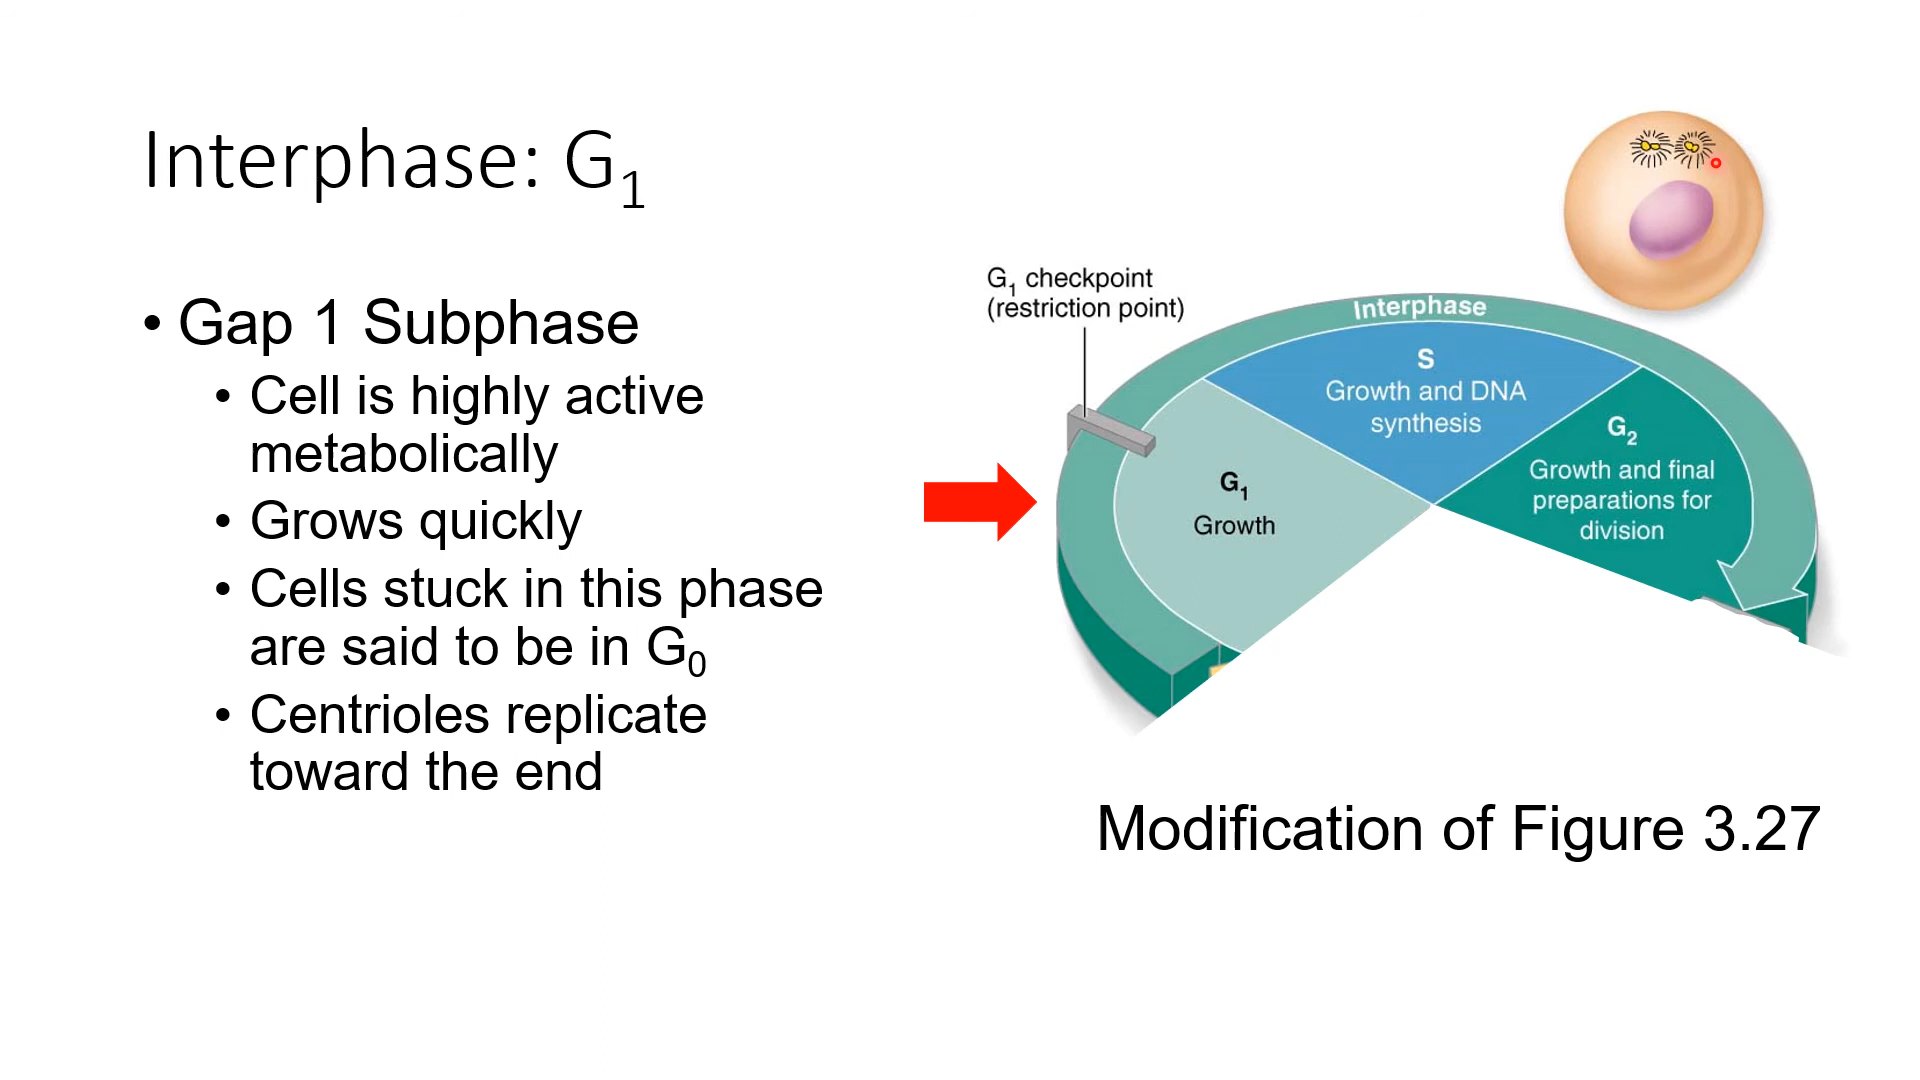 Interphase: G1
• Gap 1 Subphase
• Cell is highly active
metabolically
• Grows quickly
• Cells stuck in this phase
are said to be in G0
• Centrioles replicate
toward the end
G1 checkpoint
(restriction point)
Interphase
S
Growth and DNA
synthesis
G2
Growth and final
preparations for
division
G1
Growth
Modification of Figure 3.27